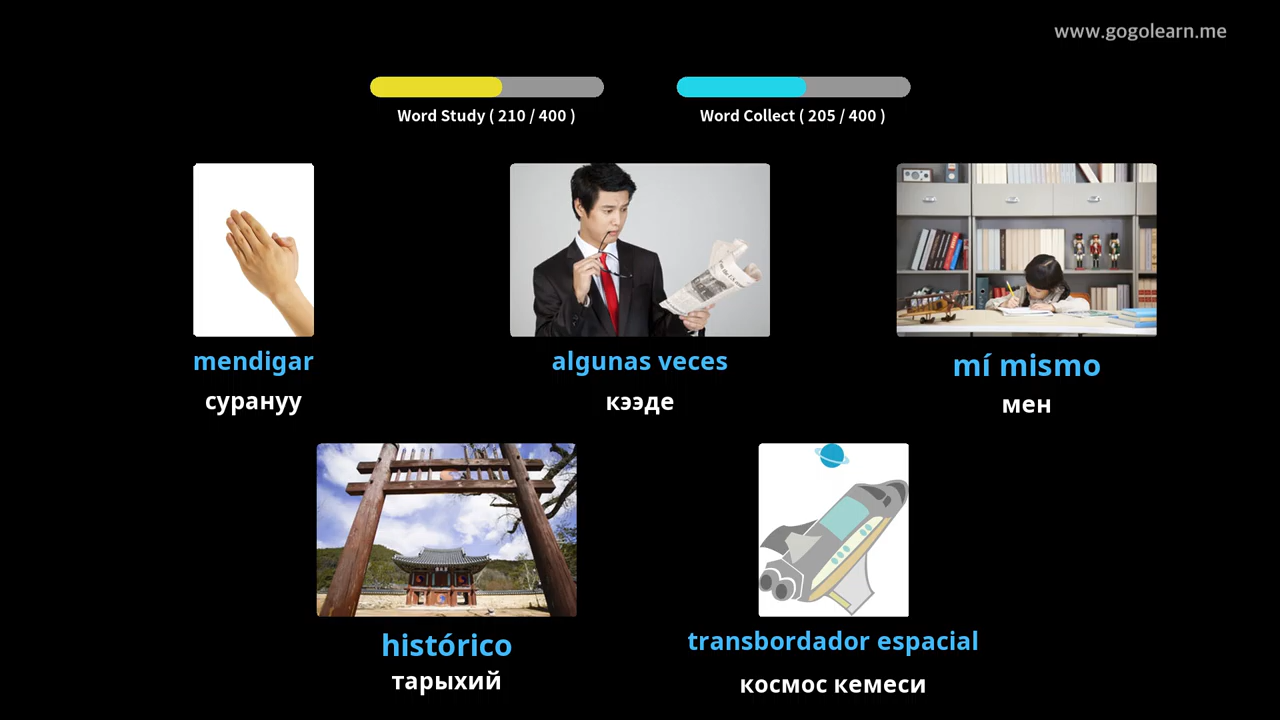 www.gogolearn.me
Word Study ( 210 / 400 )
Word Collect ( 205 / 400 )
mendigar
сурануу
algunas veces
кээде
mí mismo
мен
histórico
тарыхий
transbordador espacial
космос кемеси